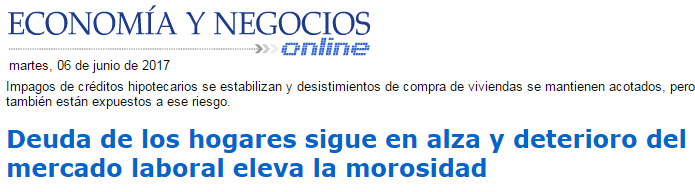 ECONOMÍA Y NEGOCIOS
online
martes, 06 de junio de 2017
Impagos de créditos hipotecarios se estabilizan y desistimientos de compra de viviendas se mantienen acotados, pero
también están expuestos a ese riesgo.
Deuda de los hogares sigue en alza y deterioro del
mercado laboral eleva la morosidad